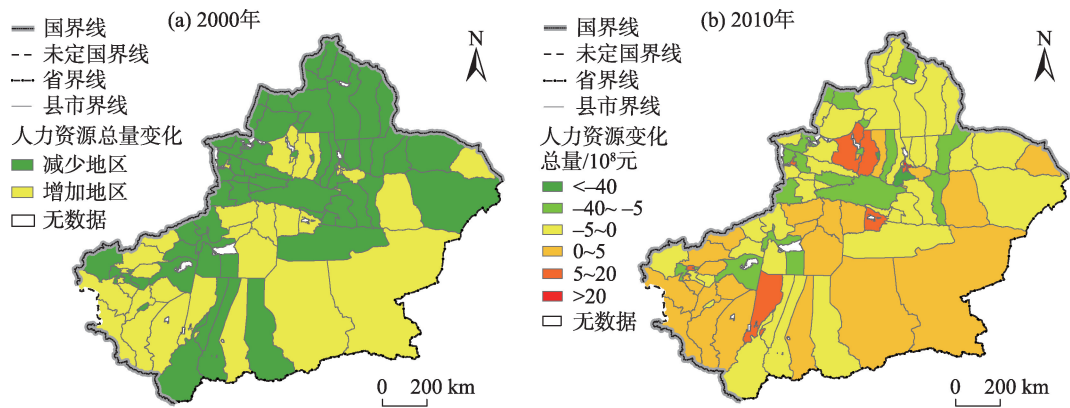 (a) 2000年
国界线
未定国界线
省界线
县市界线
人力资源总量变化
减少地区
增加地区
无数据
N
0 200 km
(b) 2010年
国界线
未定国界线
省界线
县市界线
人力资源变化
总量/10⁸元
<–40
–40~ –5
–5~0
0~5
5~20
>20
无数据
N
0 200 km